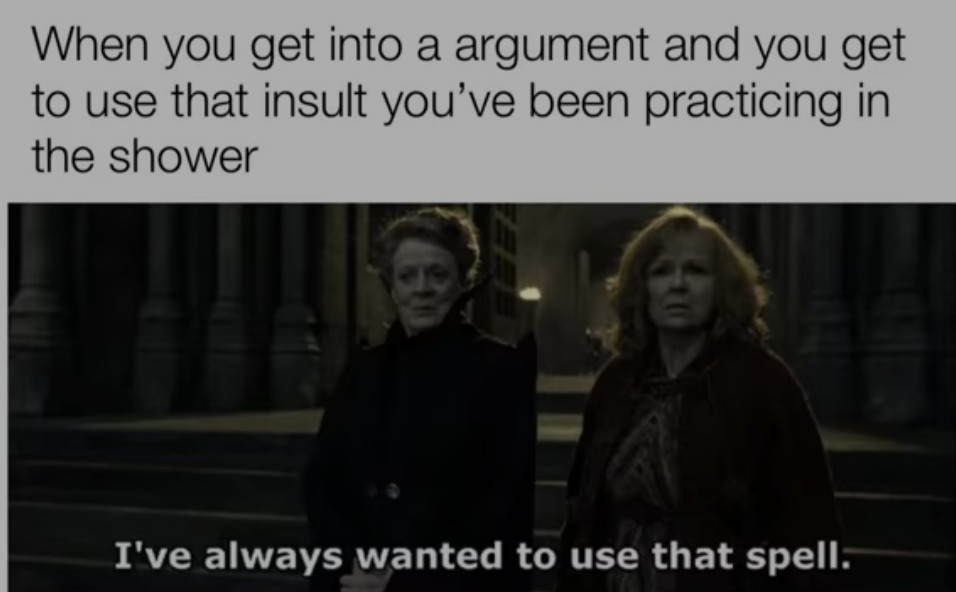 When you get into a argument and you get
to use that insult you’ve been practicing in
the shower
I've always wanted to use that spell.